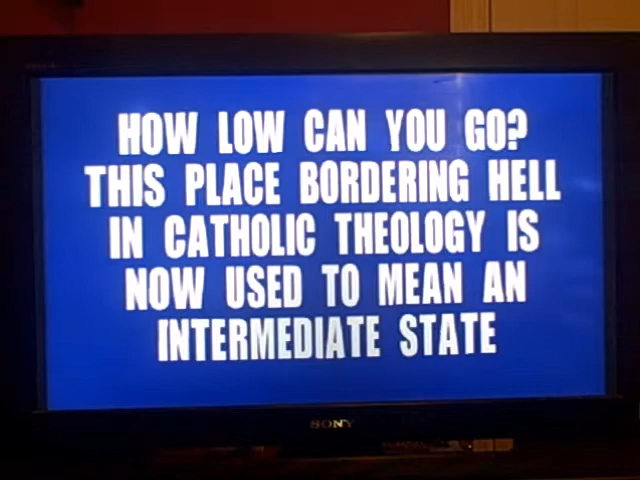 HOW LOW CAN YOU GO?
THIS PLACE BORDERING HELL
IN CATHOLIC THEOLOGY IS
NOW USED TO MEAN AN
INTERMEDIATE STATE
SONY